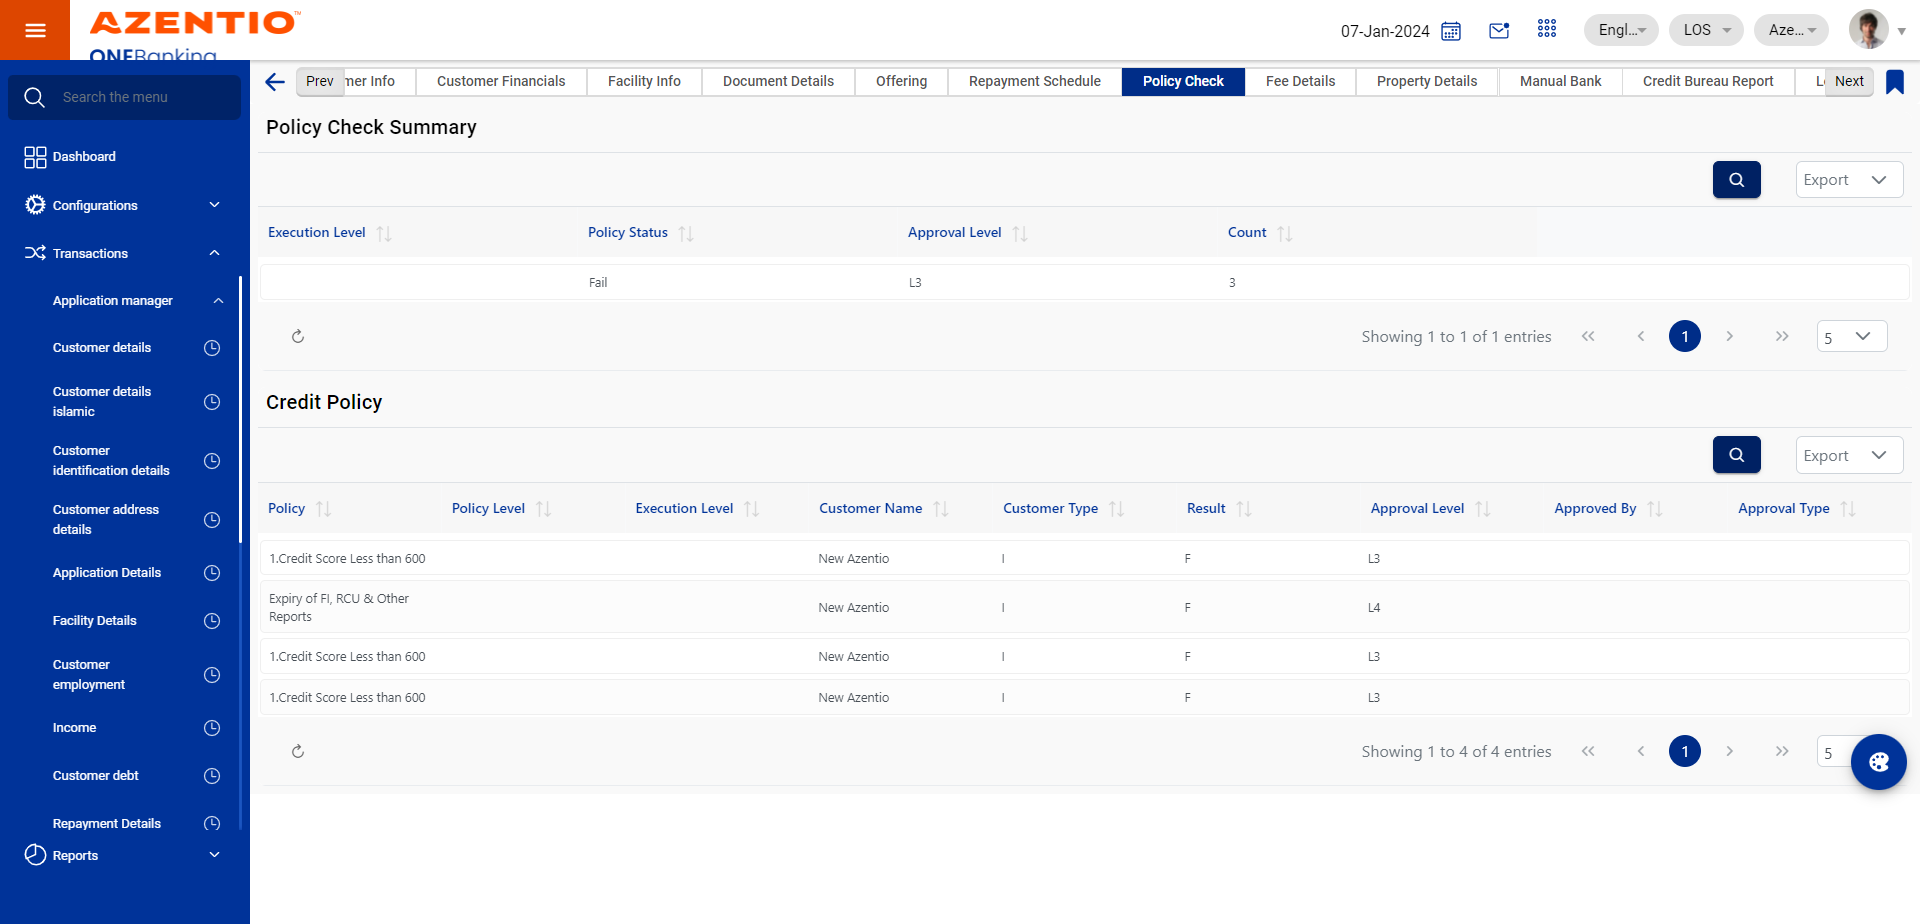 AZENTIO™
ONEBanking
07-Jan-2024
Engl...
LOS
Aze...
Search the menu
Dashboard
Configurations
Transactions
Application manager
Customer details
Customer details
islamic
Customer
identification details
Customer address
details
Application Details
Facility Details
Customer
employment
Income
Customer debt
Repayment Details
Reports
Prev
mer Info
Customer Financials
Facility Info
Document Details
Offering
Repayment Schedule
Policy Check
Fee Details
Property Details
Manual Bank
Credit Bureau Report
Next
Policy Check Summary
Export
Execution Level Policy Status Approval Level Count
Fail L3 3
Showing 1 to 1 of 1 entries « ‹ 1 › » 5
Credit Policy
Export
Policy Policy Level Execution Level Customer Name Customer Type Result Approval Level Approved By Approval Type
1.Credit Score Less than 600 New Azentio I F L3
Expiry of FI, RCU & Other
Reports New Azentio I F L4
1.Credit Score Less than 600 New Azentio I F L3
1.Credit Score Less than 600 New Azentio I F L3
Showing 1 to 4 of 4 entries « ‹ 1 › » 5